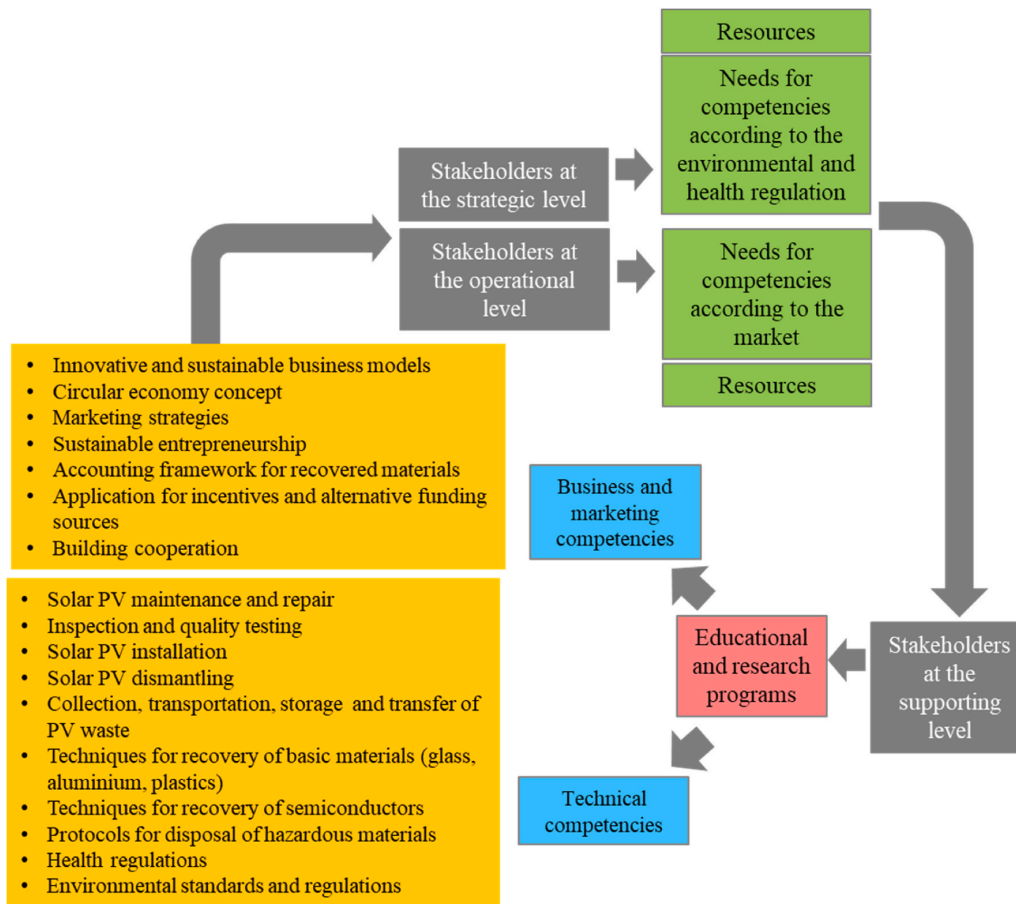 Resources
Needs for
competencies
according to the
environmental and
health regulation
Stakeholders at
the strategic level
Stakeholders at
the operational
level
Needs for
competencies
according to the
market
Resources
• Innovative and sustainable business models
• Circular economy concept
• Marketing strategies
• Sustainable entrepreneurship
• Accounting framework for recovered materials
• Application for incentives and alternative funding
sources
• Building cooperation
Business and
marketing
competencies
• Solar PV maintenance and repair
• Inspection and quality testing
• Solar PV installation
• Solar PV dismantling
• Collection, transportation, storage and transfer of
PV waste
• Techniques for recovery of basic materials (glass,
aluminium, plastics)
• Techniques for recovery of semiconductors
• Protocols for disposal of hazardous materials
• Health regulations
• Environmental standards and regulations
Educational
and research
programs
Stakeholders
at the
supporting
level
Technical
competencies